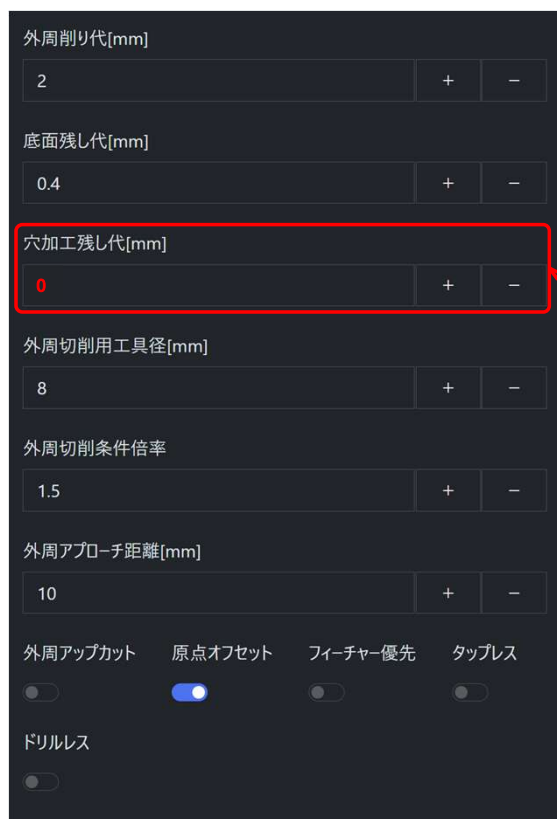 外周削り代[mm]
2 + −
底面残し代[mm]
0.4 + −
穴加工残し代[mm]
0 + −
外周切削用工具径[mm]
8 + −
外周切削条件倍率
1.5 + −
外周アプローチ距離[mm]
10 + −
外周アップカット 原点オフセット フィーチャー優先 タップレス
ドリルレス